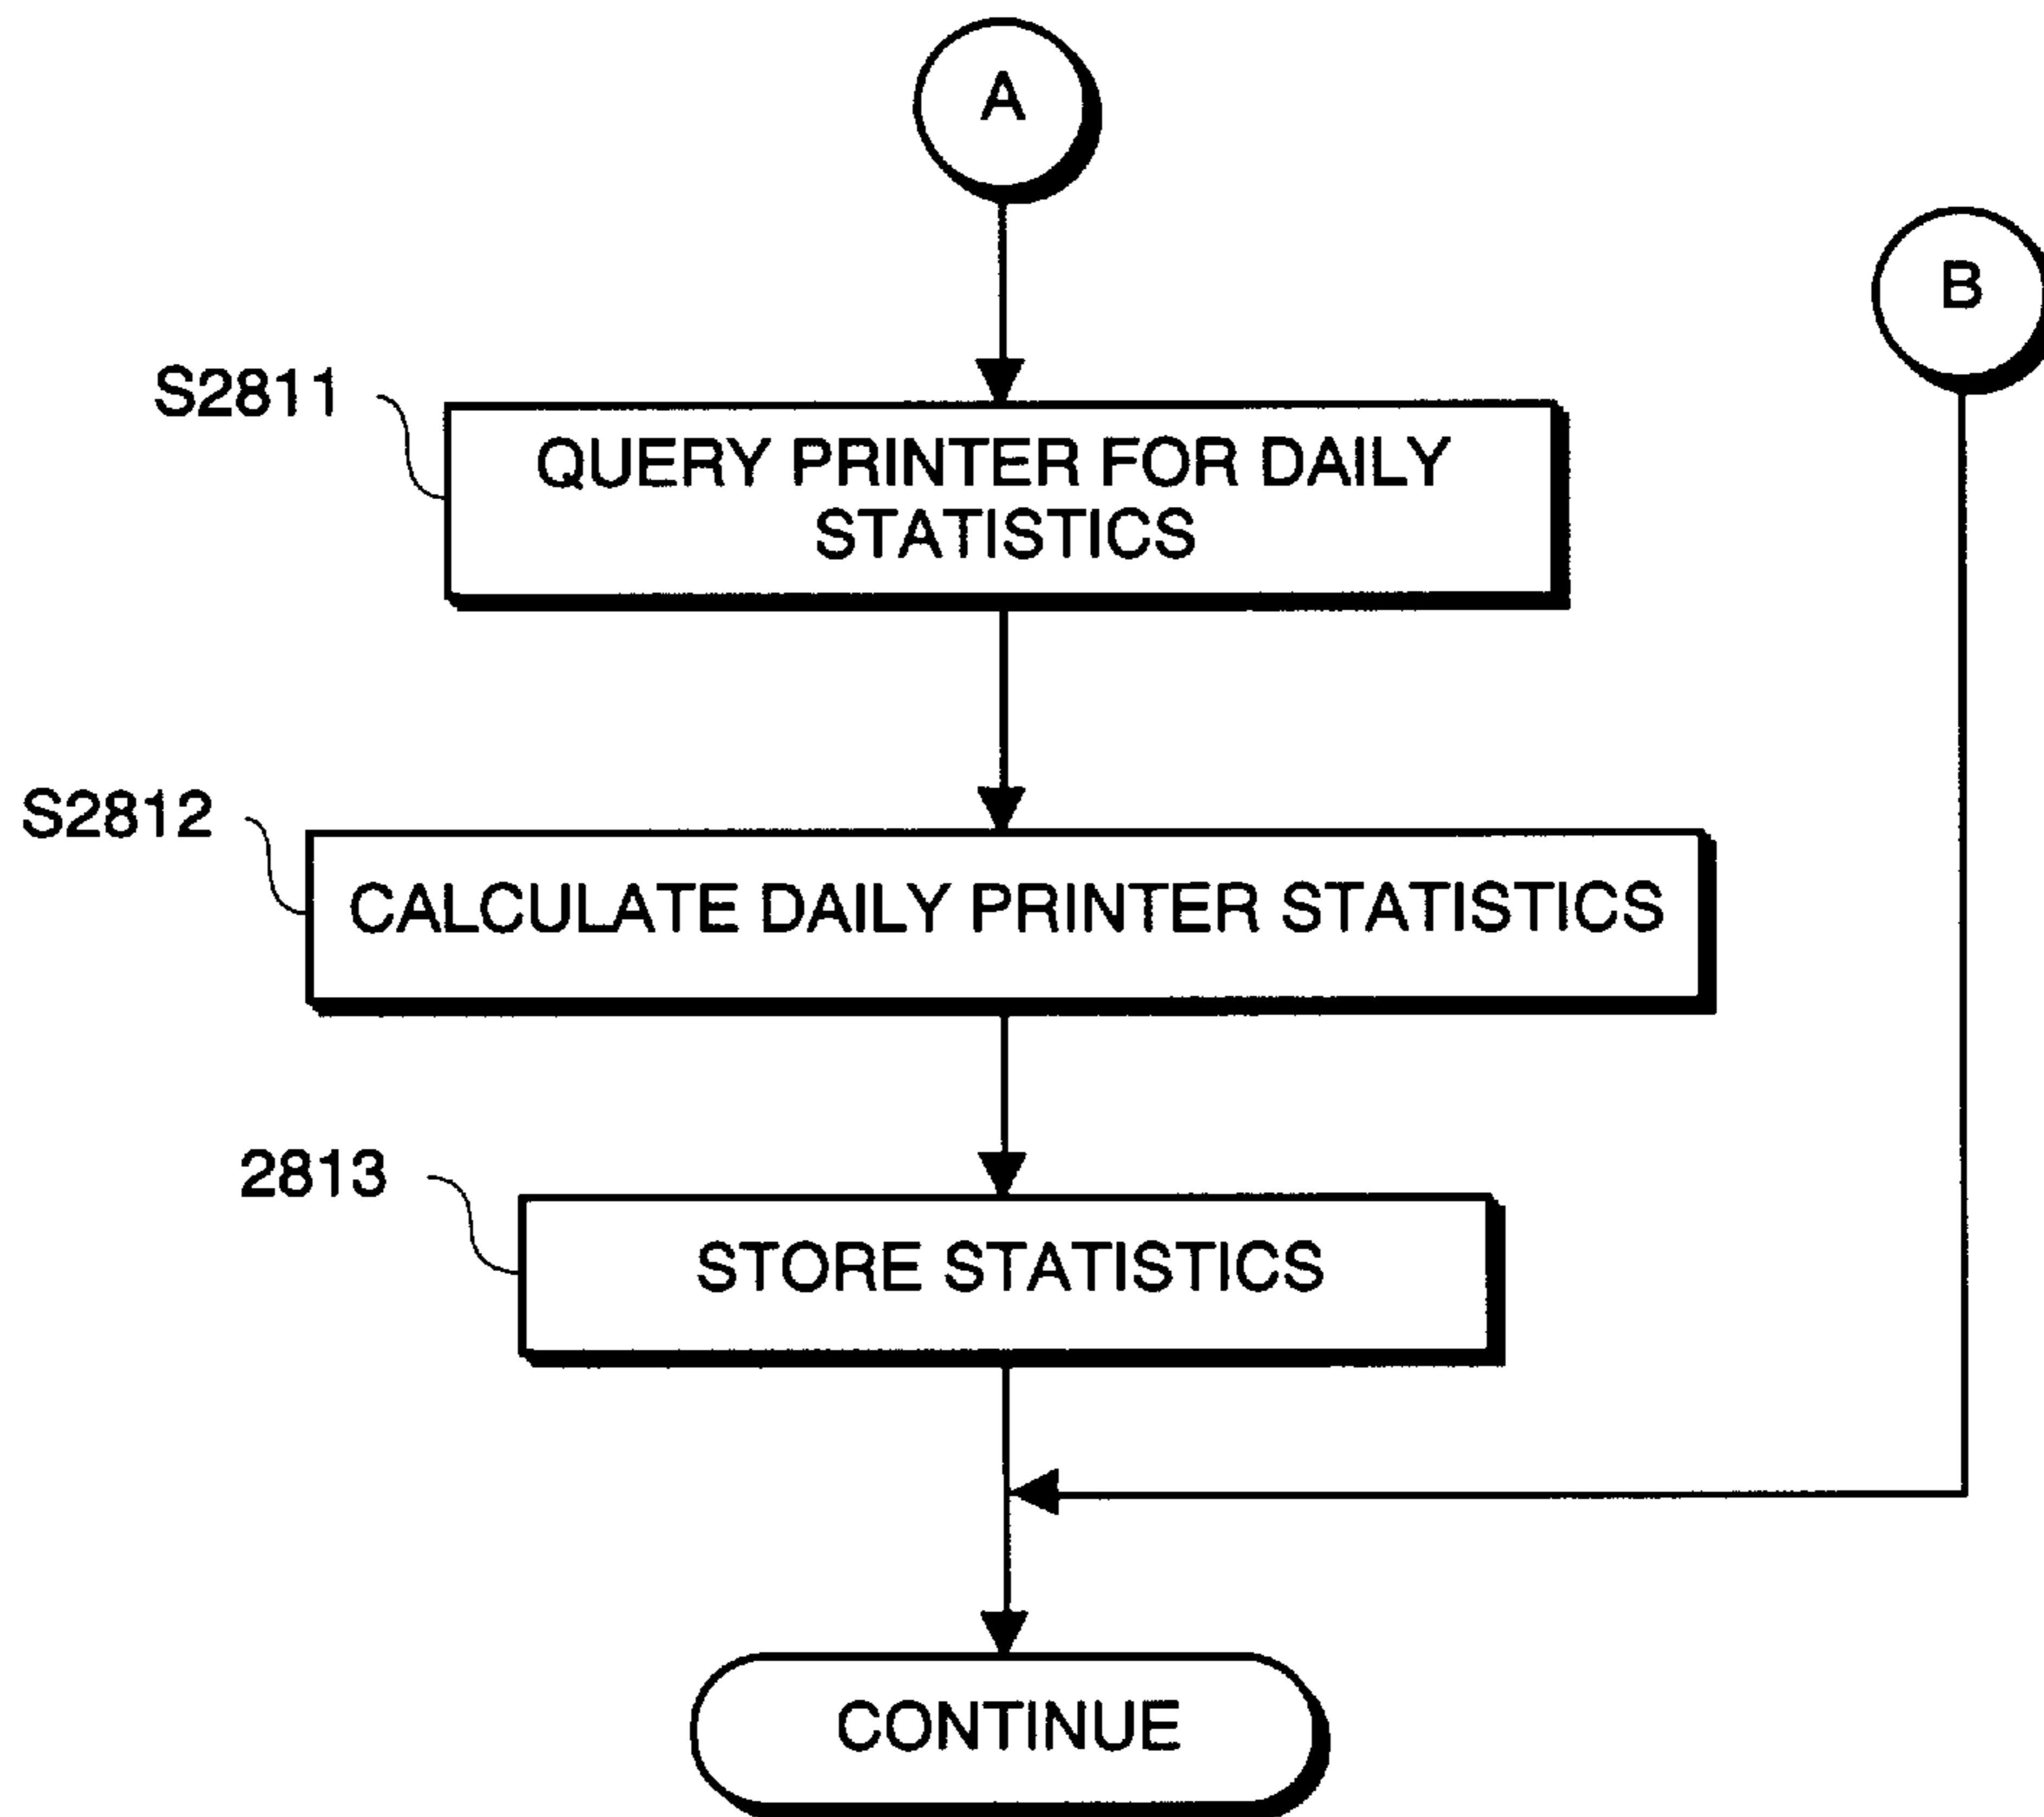 A
B
S2811
QUERY PRINTER FOR DAILY
STATISTICS
S2812
CALCULATE DAILY PRINTER STATISTICS
2813
STORE STATISTICS
CONTINUE